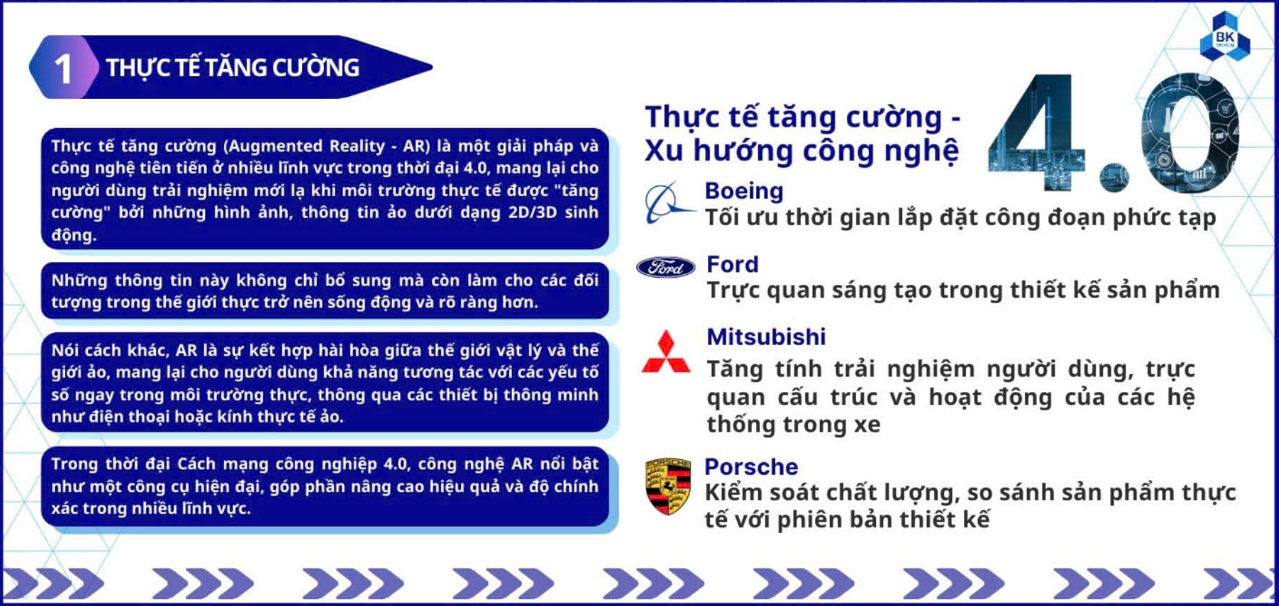 1
THỰC TẾ TĂNG CƯỜNG
Thực tế tăng cường (Augmented Reality - AR) là một giải pháp và
công nghệ tiên tiến ở nhiều lĩnh vực trong thời đại 4.0, mang lại cho
người dùng trải nghiệm mới lạ khi môi trường thực tế được "tăng
cường" bởi những hình ảnh, thông tin ảo dưới dạng 2D/3D sinh
động.
Những thông tin này không chỉ bổ sung mà còn làm cho các đối
tượng trong thế giới thực trở nên sống động và rõ ràng hơn.
Nói cách khác, AR là sự kết hợp hài hòa giữa thế giới vật lý và thế
giới ảo, mang lại cho người dùng khả năng tương tác với các yếu tố
số ngay trong môi trường thực, thông qua các thiết bị thông minh
như điện thoại hoặc kính thực tế ảo.
Trong thời đại Cách mạng công nghiệp 4.0, công nghệ AR nổi bật
như một công cụ hiện đại, góp phần nâng cao hiệu quả và độ chính
xác trong nhiều lĩnh vực.
BK
Thực tế tăng cường -
Xu hướng công nghệ
4.0
Boeing
Tối ưu thời gian lắp đặt công đoạn phức tạp
Ford
Ford
Trực quan sáng tạo trong thiết kế sản phẩm
Mitsubishi
Tăng tính trải nghiệm người dùng, trực
quan cấu trúc và hoạt động của các hệ
thống trong xe
PORSCHE
Porsche
Kiểm soát chất lượng, so sánh sản phẩm thực
tế với phiên bản thiết kế